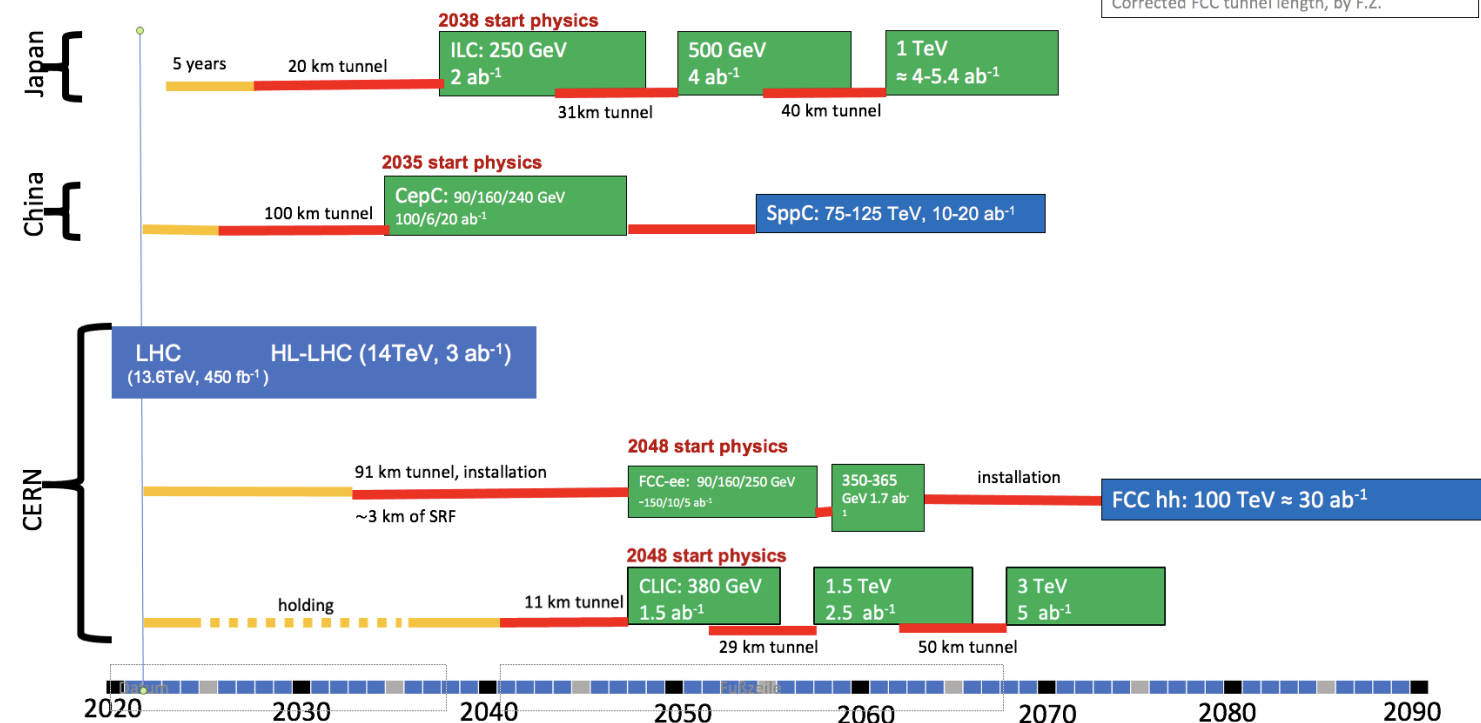 Corrected FCC tunnel length, by F.Z.
Japan
5 years
20 km tunnel
2038 start physics
ILC: 250 GeV
2 ab⁻¹
31km tunnel
500 GeV
4 ab⁻¹
40 km tunnel
1 TeV
≈ 4-5.4 ab⁻¹
China
100 km tunnel
2035 start physics
CepC: 90/160/240 GeV
100/6/20 ab⁻¹
SppC: 75-125 TeV, 10-20 ab⁻¹
CERN
LHC
(13.6TeV, 450 fb⁻¹ )
HL-LHC (14TeV, 3 ab⁻¹)
91 km tunnel, installation
~3 km of SRF
2048 start physics
FCC-ee: 90/160/250 GeV
~150/10/5 ab⁻¹
350-365
GeV 1.7 ab⁻
¹
installation
FCC hh: 100 TeV ≈ 30 ab⁻¹
holding
11 km tunnel
2048 start physics
CLIC: 380 GeV
1.5 ab⁻¹
29 km tunnel
1.5 TeV
2.5 ab⁻¹
50 km tunnel
3 TeV
5 ab⁻¹
Datum
Fußzeile
2020
2030
2040
2050
2060
2070
2080
2090